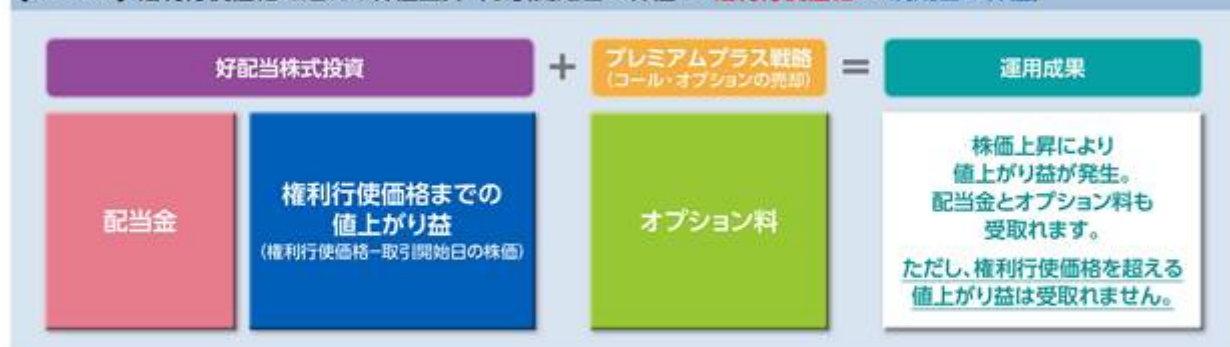 好配当株式投資
+
プレミアムプラス戦略
(コール・オプションの売却)
=
運用成果
配当金
権利行使価格までの
値上がり益
(権利行使価格-取引開始日の株価)
オプション料
株価上昇により
値上がり益が発生。
配当金とオプション料も
受取れます。
ただし、権利行使価格を超える
値上がり益は受取れません。